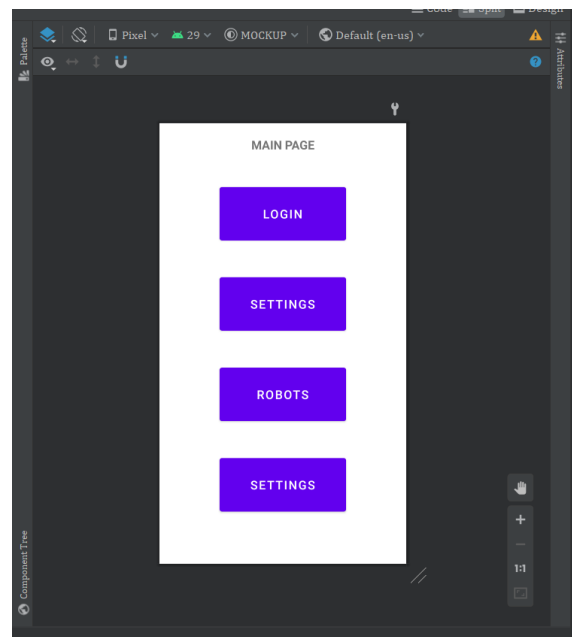 Code Split Design
Palette
Pixel 29 MOCKUP Default (en-us)
Attributes
MAIN PAGE
LOGIN
SETTINGS
ROBOTS
SETTINGS
Component Tree
1:1